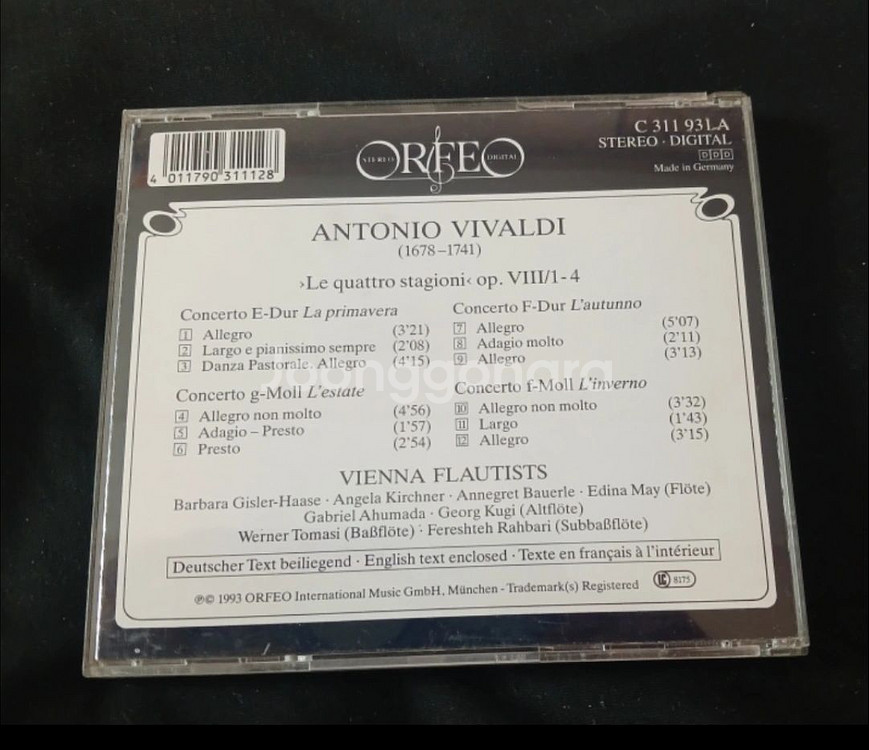 4 011790 311128
STEREO ORFEO DIGITAL
C 311 93 1 A
STEREO · DIGITAL
DDD
Made in Germany
ANTONIO VIVALDI
(1678–1741)
›Le quattro stagioni‹ op. VIII/1-4
Concerto E-Dur La primavera
1 Allegro (3'21)
2 Largo e pianissimo sempre (2'08)
3 Danza Pastorale. Allegro (4'15)
Concerto g-Moll L'estate
4 Allegro non molto (4'56)
5 Adagio – Presto (1'57)
6 Presto (2'54)
Concerto F-Dur L'autunno
7 Allegro (5'07)
8 Adagio molto (2'11)
9 Allegro (3'13)
Concerto f-Moll L'inverno
10 Allegro non molto (3'32)
11 Largo (1'43)
12 Allegro (3'15)
VIENNA FLAUTISTS
Barbara Gisler-Haase · Angela Kirchner · Annegret Bauerle · Edina May (Flöte)
Gabriel Ahumada · Georg Kugi (Altflöte)
Werner Tomasi (Baßflöte) · Fereshteh Rahbari (Subbaßflöte)
Deutscher Text beiliegend · English text enclosed · Texte en français à l'intérieur
℗© 1993 ORFEO International Music GmbH, München - Trademark(s) Registered
LC 8175
Joonggonara